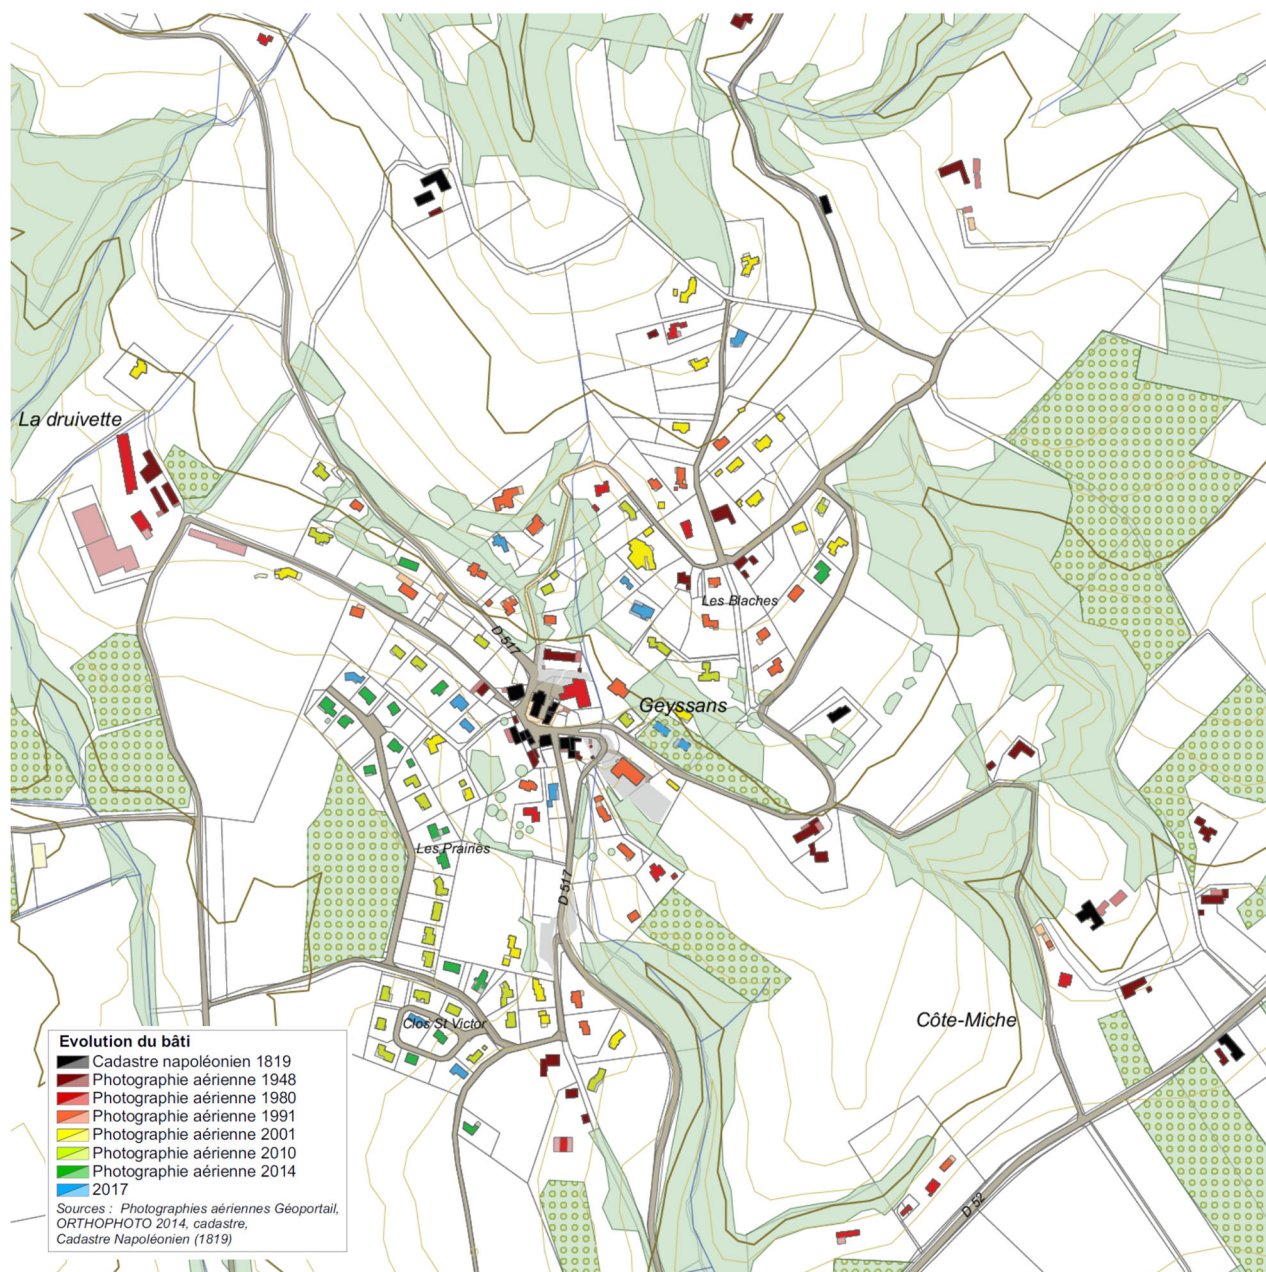 La druivette
Les Blaches
D 517
Geyssans
Les Prairies
D 517
Clos St Victor
Côte-Miche
D 52
Evolution du bâti
Cadastre napoléonien 1819
Photographie aérienne 1948
Photographie aérienne 1980
Photographie aérienne 1991
Photographie aérienne 2001
Photographie aérienne 2010
Photographie aérienne 2014
2017
Sources : Photographies aériennes Géoportail,
ORTHOPHOTO 2014, cadastre,
Cadastre Napoléonien (1819)